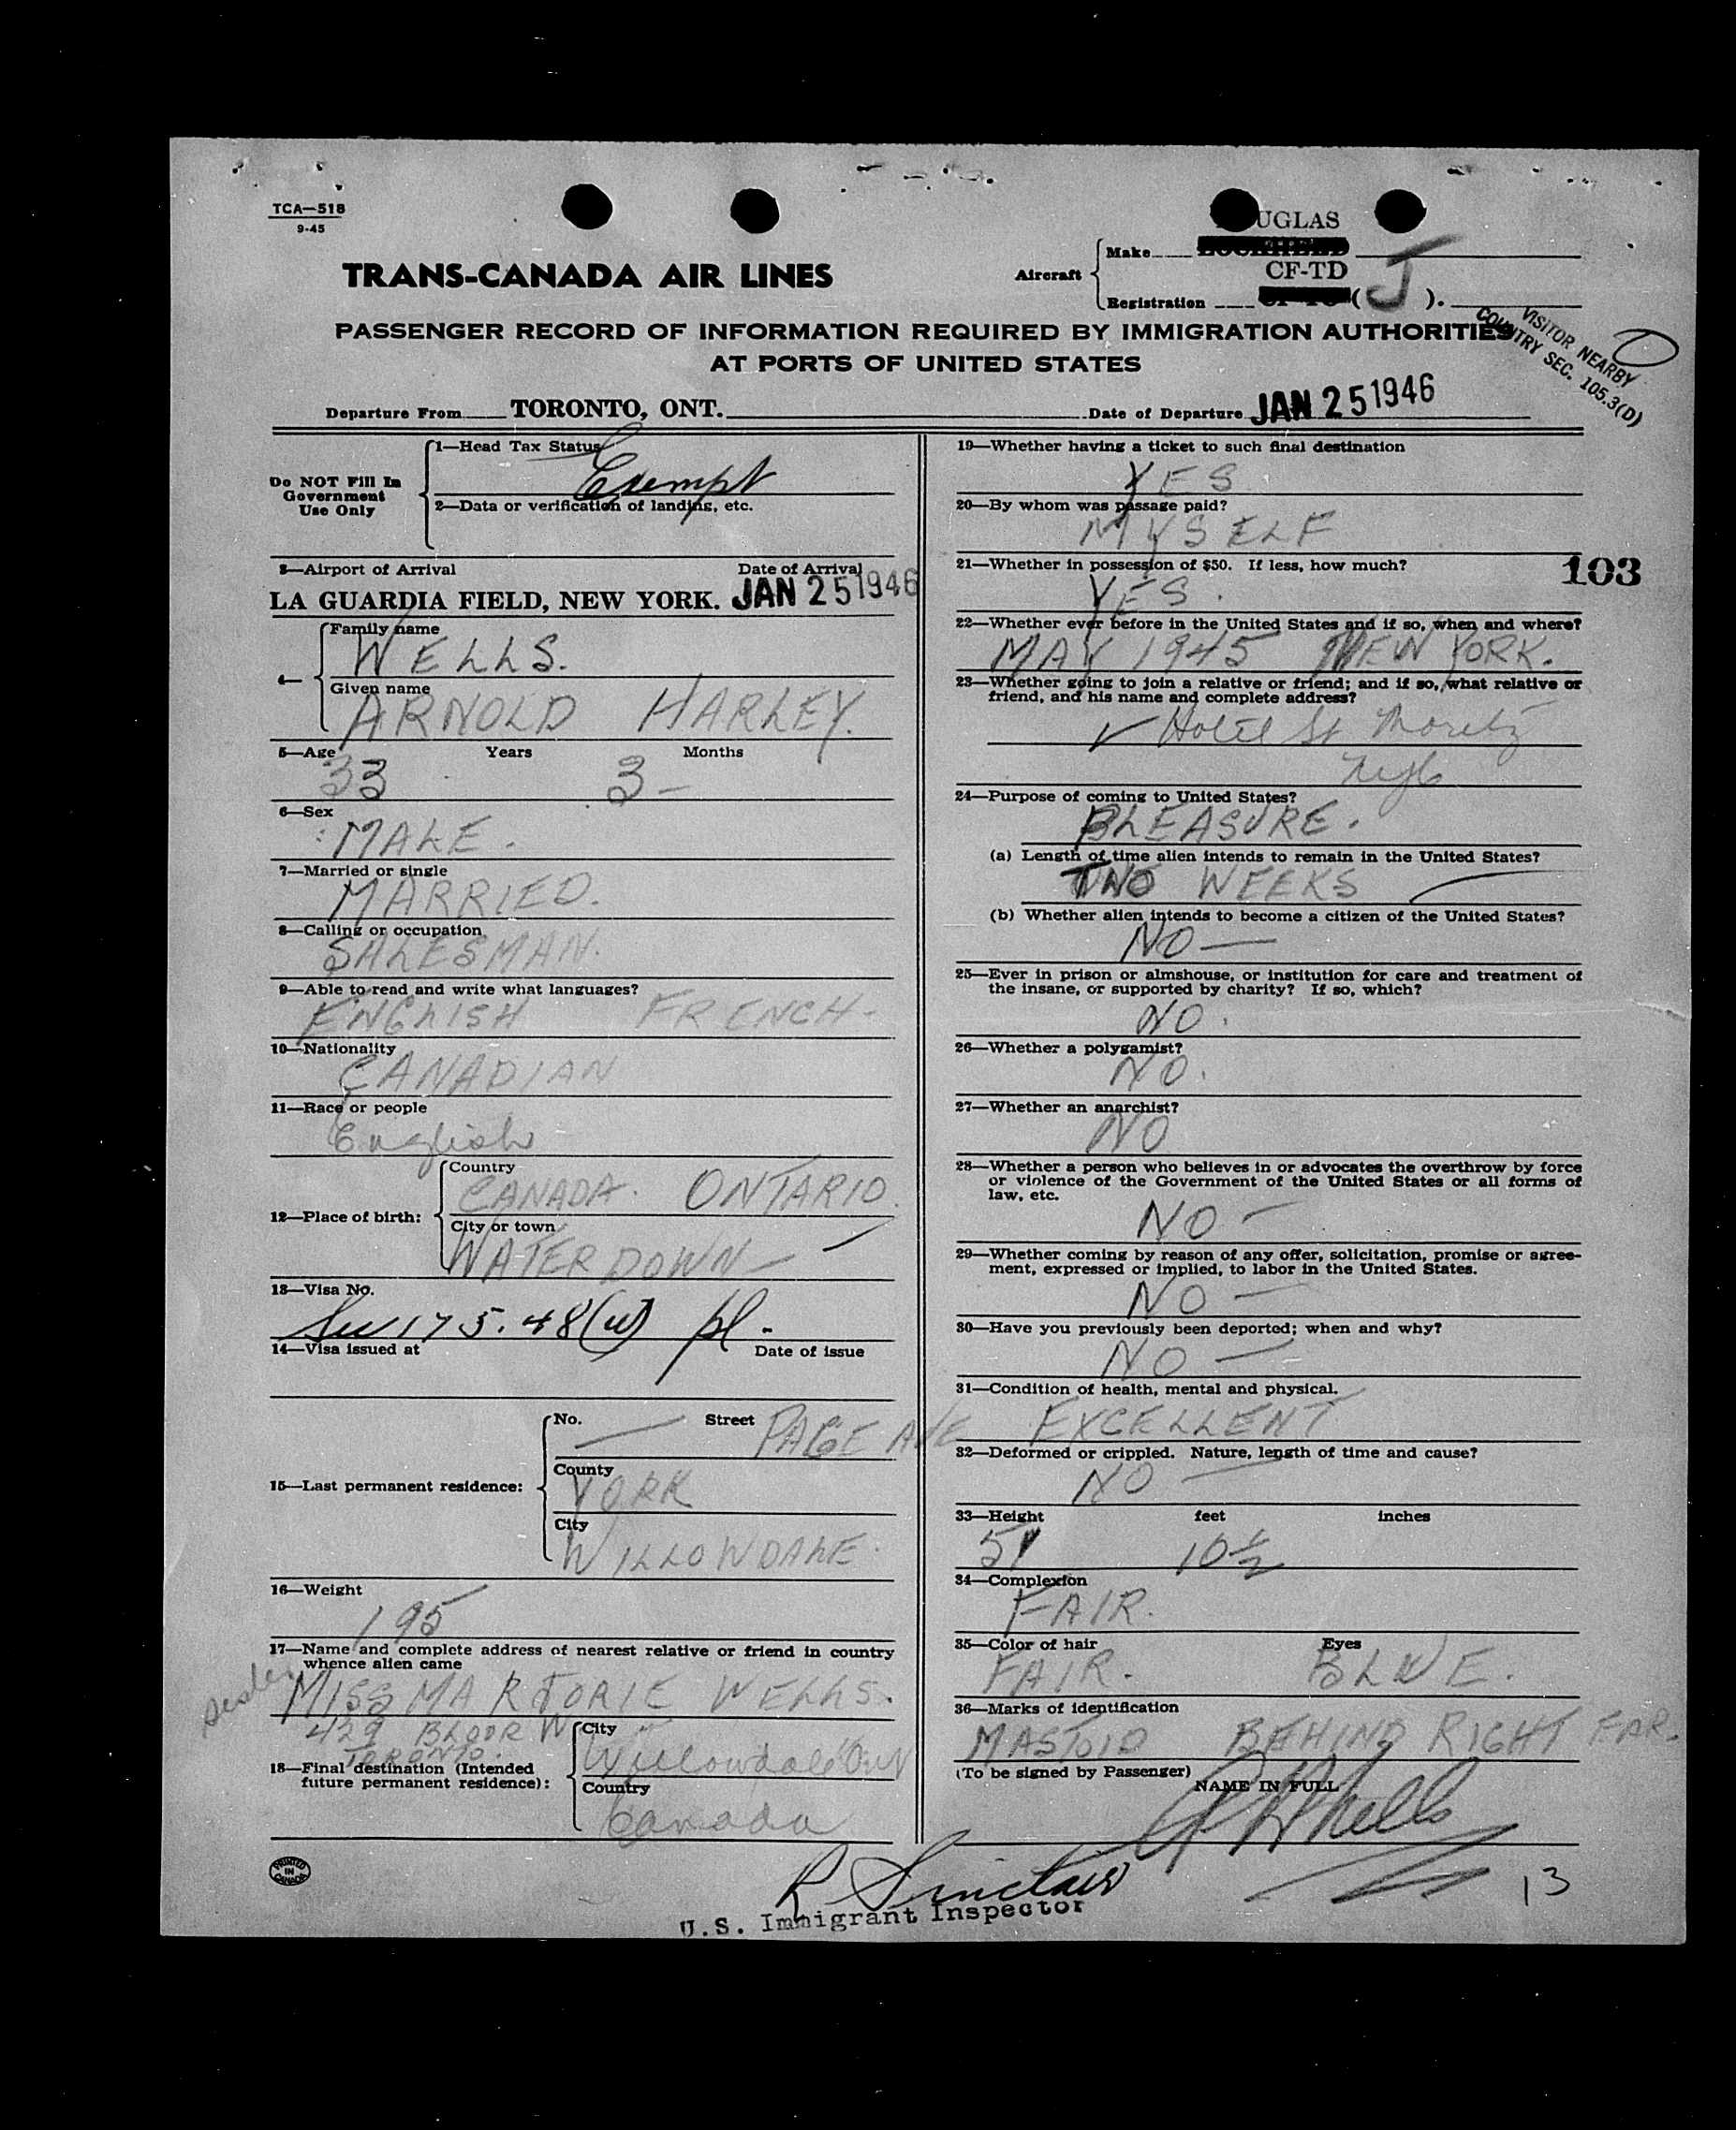 TCA—518
9-45
UGLAS
Aircraft
Make
CF-TD
TRANS-CANADA AIR LINES
Registration ( J ).
PASSENGER RECORD OF INFORMATION REQUIRED BY IMMIGRATION AUTHORITIES
AT PORTS OF UNITED STATES
VISITOR NEARBY
COUNTRY SEC. 105.3(D)
Departure From TORONTO, ONT. Date of Departure JAN 25 1946
Do NOT Fill In
Government
Use Only
1—Head Tax Status
Exempt
2—Data or verification of landing, etc.
3—Airport of Arrival Date of Arrival
LA GUARDIA FIELD, NEW YORK. JAN 25 1946
4—
Family name
WELLS.
Given name
ARNOLD HARLEY.
5—Age Years Months
33 3—
6—Sex
MALE.
7—Married or single
MARRIED.
8—Calling or occupation
SALESMAN.
9—Able to read and write what languages?
ENGLISH FRENCH-
10—Nationality
CANADIAN
11—Race or people
English
12—Place of birth:
Country
CANADA. ONTARIO.
City or town
WATERDOWN—
13—Visa No.
175.48
14—Visa issued at Date of issue
15—Last permanent residence:
No. — Street PAGE AVE
County
YORK
City
WILLOWDALE.
16—Weight
195
17—Name and complete address of nearest relative or friend in country
whence alien came
sister
MISS MARJORIE WELLS.
429 BLOOR W
TORONTO.
18—Final destination (Intended
future permanent residence):
City
Willowdale Ont
Country
Canada
19—Whether having a ticket to such final destination
YES
20—By whom was passage paid?
MYSELF
21—Whether in possession of $50. If less, how much?
YES.
103
22—Whether ever before in the United States and if so, when and where?
MAY 1945 NEW YORK.
23—Whether going to join a relative or friend; and if so, what relative or
friend, and his name and complete address?
✓ Hotel St Moritz
NYC
24—Purpose of coming to United States?
PLEASURE.
(a) Length of time alien intends to remain in the United States?
TWO WEEKS
(b) Whether alien intends to become a citizen of the United States?
NO—
25—Ever in prison or almshouse, or institution for care and treatment of
the insane, or supported by charity? If so, which?
NO.
26—Whether a polygamist?
NO.
27—Whether an anarchist?
NO
28—Whether a person who believes in or advocates the overthrow by force
or violence of the Government of the United States or all forms of
law, etc.
NO—
29—Whether coming by reason of any offer, solicitation, promise or agree-
ment, expressed or implied, to labor in the United States.
NO—
30—Have you previously been deported; when and why?
NO—
31—Condition of health, mental and physical.
EXCELLENT
32—Deformed or crippled. Nature, length of time and cause?
NO—
33—Height feet inches
5' 10½
34—Complexion
FAIR.
35—Color of hair Eyes
FAIR. BLUE.
36—Marks of identification
MASTOID BEHIND RIGHT EAR.
(To be signed by Passenger)
NAME IN FULL
PRINTED
IN
CANADA
R Sinclair
U.S. Immigrant Inspector
13